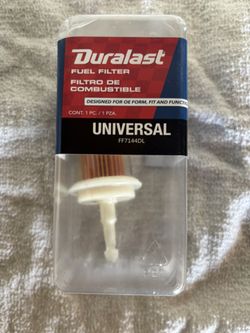 Duralast
FUEL FILTER
FILTRO DE
COMBUSTIBLE
DESIGNED FOR OE FORM, FIT AND FUNCTION
CONT. 1 PC. / 1 PZA.
UNIVERSAL
FF7144DL